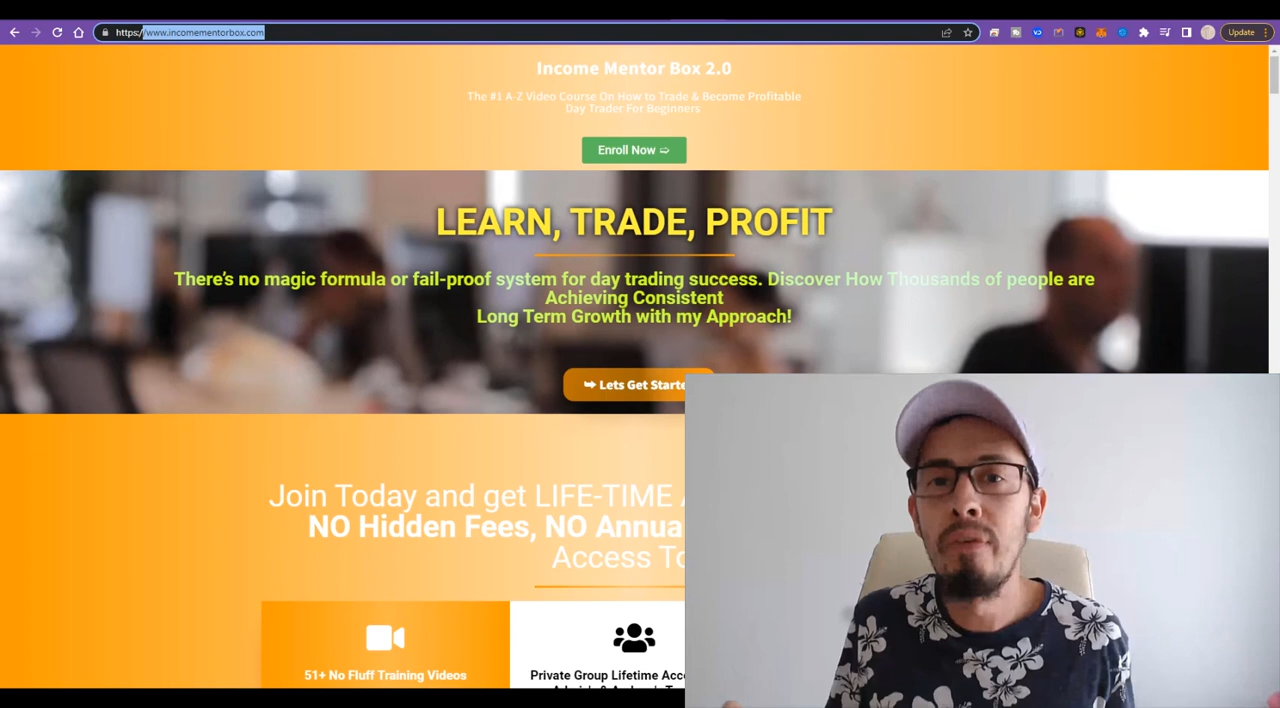 https://www.incomementorbox.com
Update
Income Mentor Box 2.0
The #1 A-Z Video Course On How to Trade & Become Profitable
Day Trader For Beginners
Enroll Now ⇨
LEARN, TRADE, PROFIT
There's no magic formula or fail-proof system for day trading success. Discover How Thousands of people are
Achieving Consistent
Long Term Growth with my Approach!
➥ Lets Get Starte
Join Today and get LIFE-TIME
NO Hidden Fees, NO Annua
Access To
51+ No Fluff Training Videos
Private Group Lifetime Acce